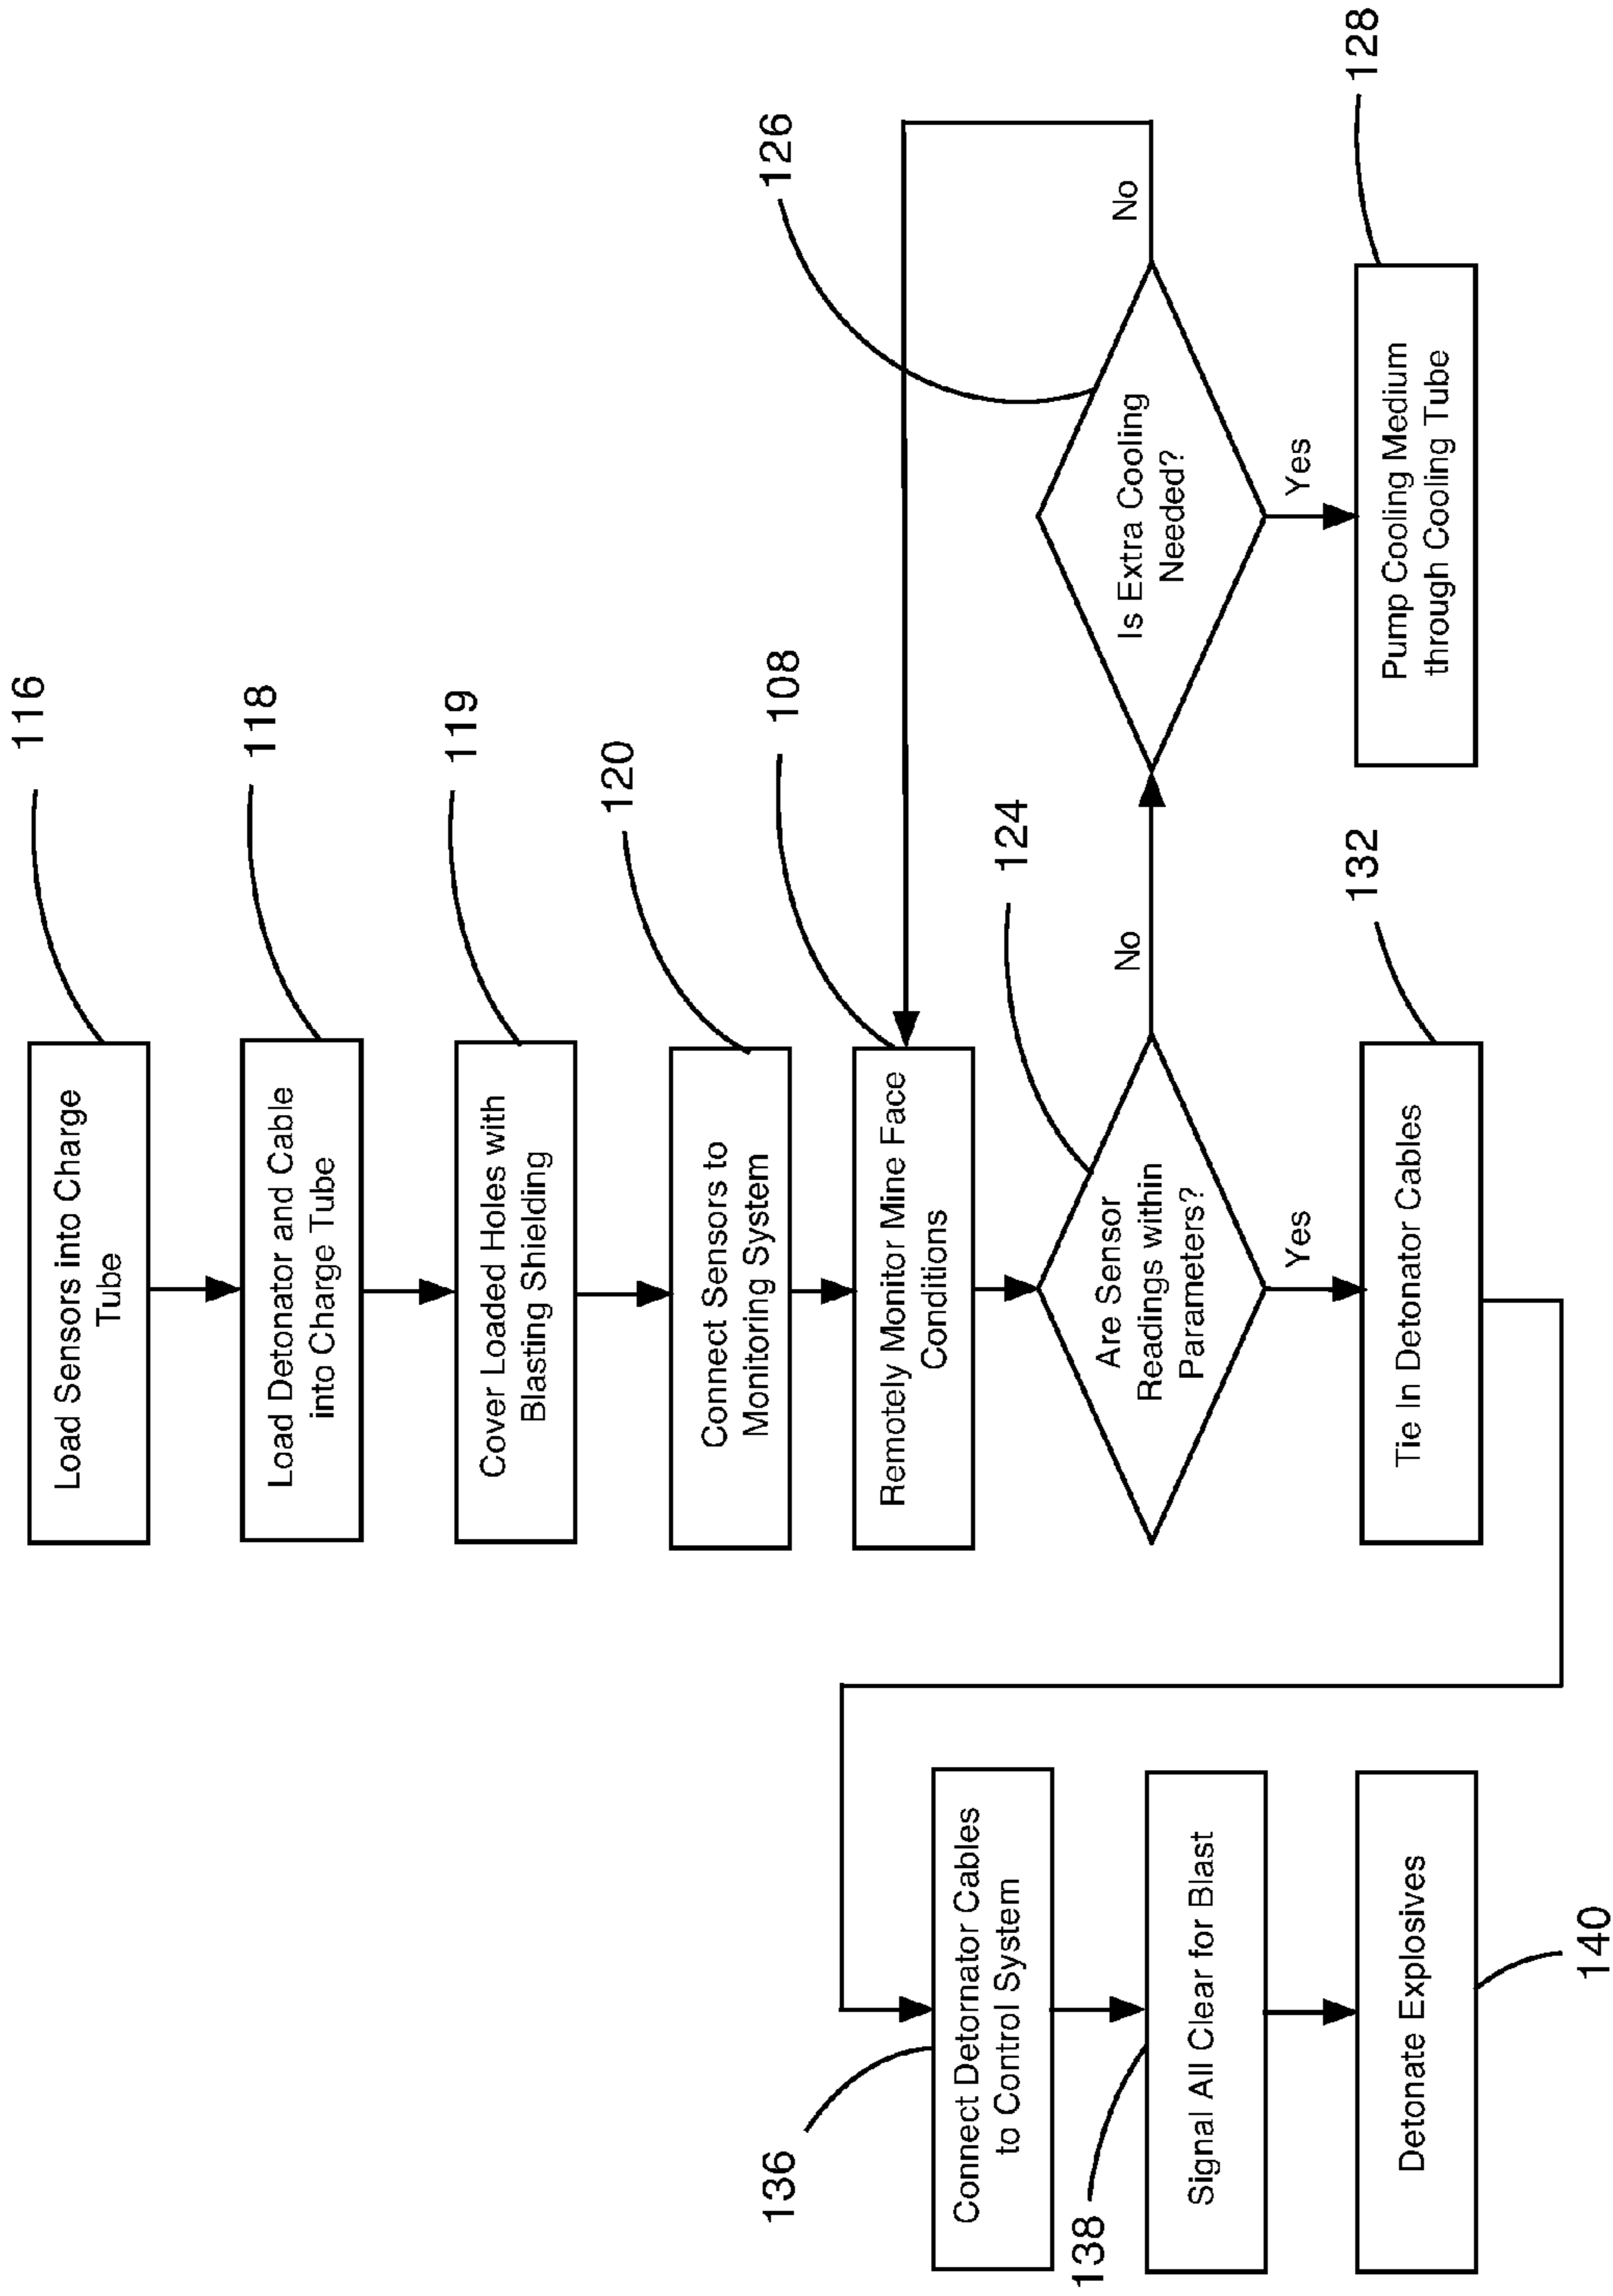 116
Load Sensors into Charge
Tube
118
Load Detonator and Cable
into Charge Tube
119
Cover Loaded Holes with
Blasting Shielding
120
Connect Sensors to
Monitoring System
108
Remotely Monitor Mine Face
Conditions
124
Are Sensor
Readings within
Parameters?
No
Yes
126
Is Extra Cooling
Needed?
No
Yes
128
Pump Cooling Medium
through Cooling Tube
132
Tie In Detonator Cables
136
Connect Detornator Cables
to Control System
138
Signal All Clear for Blast
Detonate Explosives
140